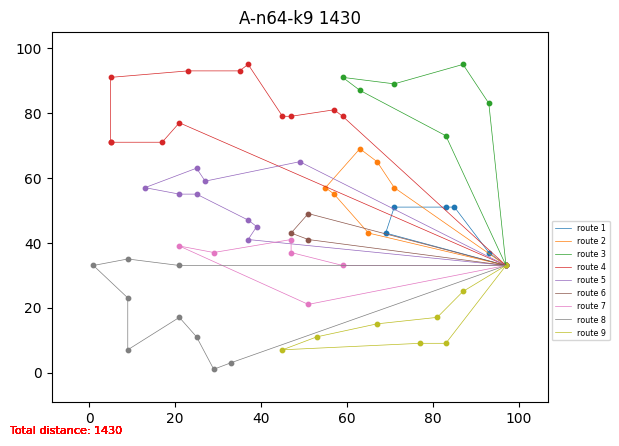 A-n64-k9 1430
100
80
60
40
20
0
0 20 40 60 80 100
route 1
route 2
route 3
route 4
route 5
route 6
route 7
route 8
route 9
Total distance: 1430